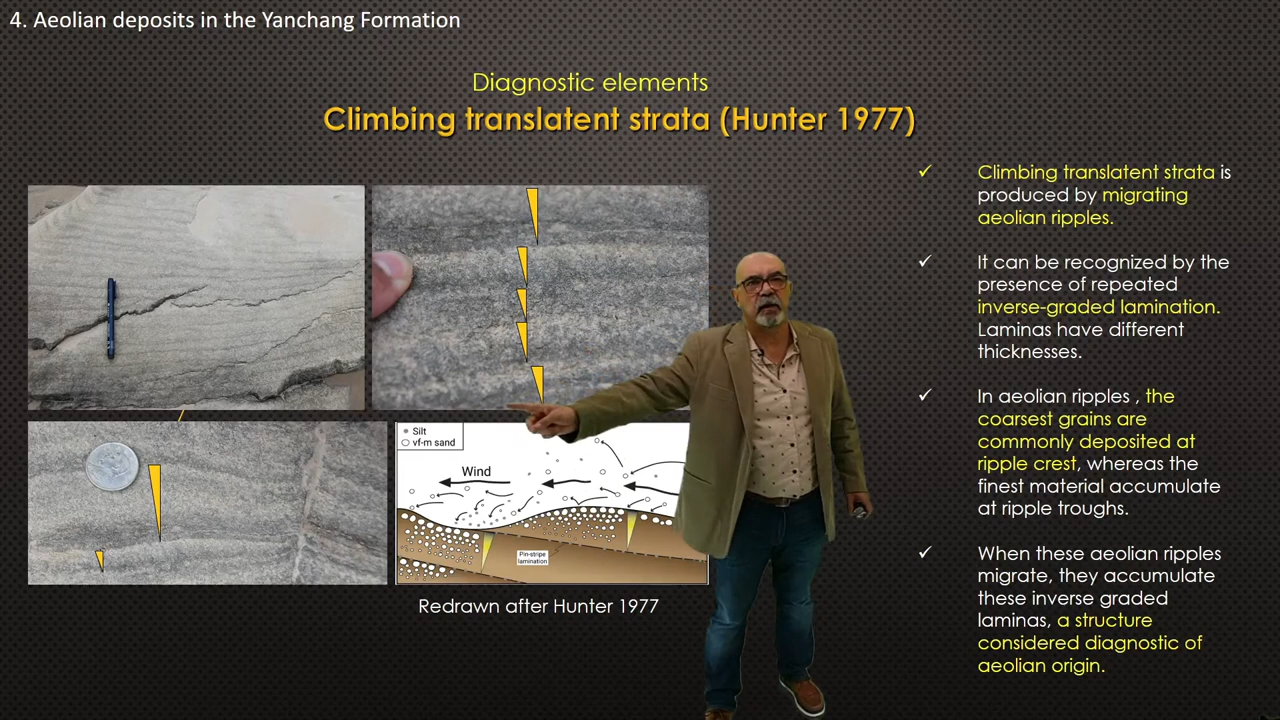 4. Aeolian deposits in the Yanchang Formation
Diagnostic elements
Climbing translatent strata (Hunter 1977)
Silt
vf-m sand
Wind
Pin-stripe
lamination
Redrawn after Hunter 1977
✓ Climbing translatent strata is
produced by migrating
aeolian ripples.
✓ It can be recognized by the
presence of repeated
inverse-graded lamination.
Laminas have different
thicknesses.
✓ In aeolian ripples , the
coarsest grains are
commonly deposited at
ripple crest, whereas the
finest material accumulate
at ripple troughs.
✓ When these aeolian ripples
migrate, they accumulate
these inverse graded
laminas, a structure
considered diagnostic of
aeolian origin.